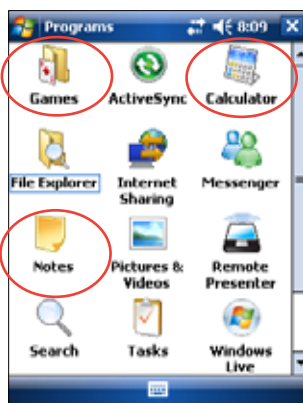 Programs 8:09
Games ActiveSync Calculator
File Explorer Internet Sharing Messenger
Notes Pictures & Videos Remote Presenter
Search Tasks Windows Live